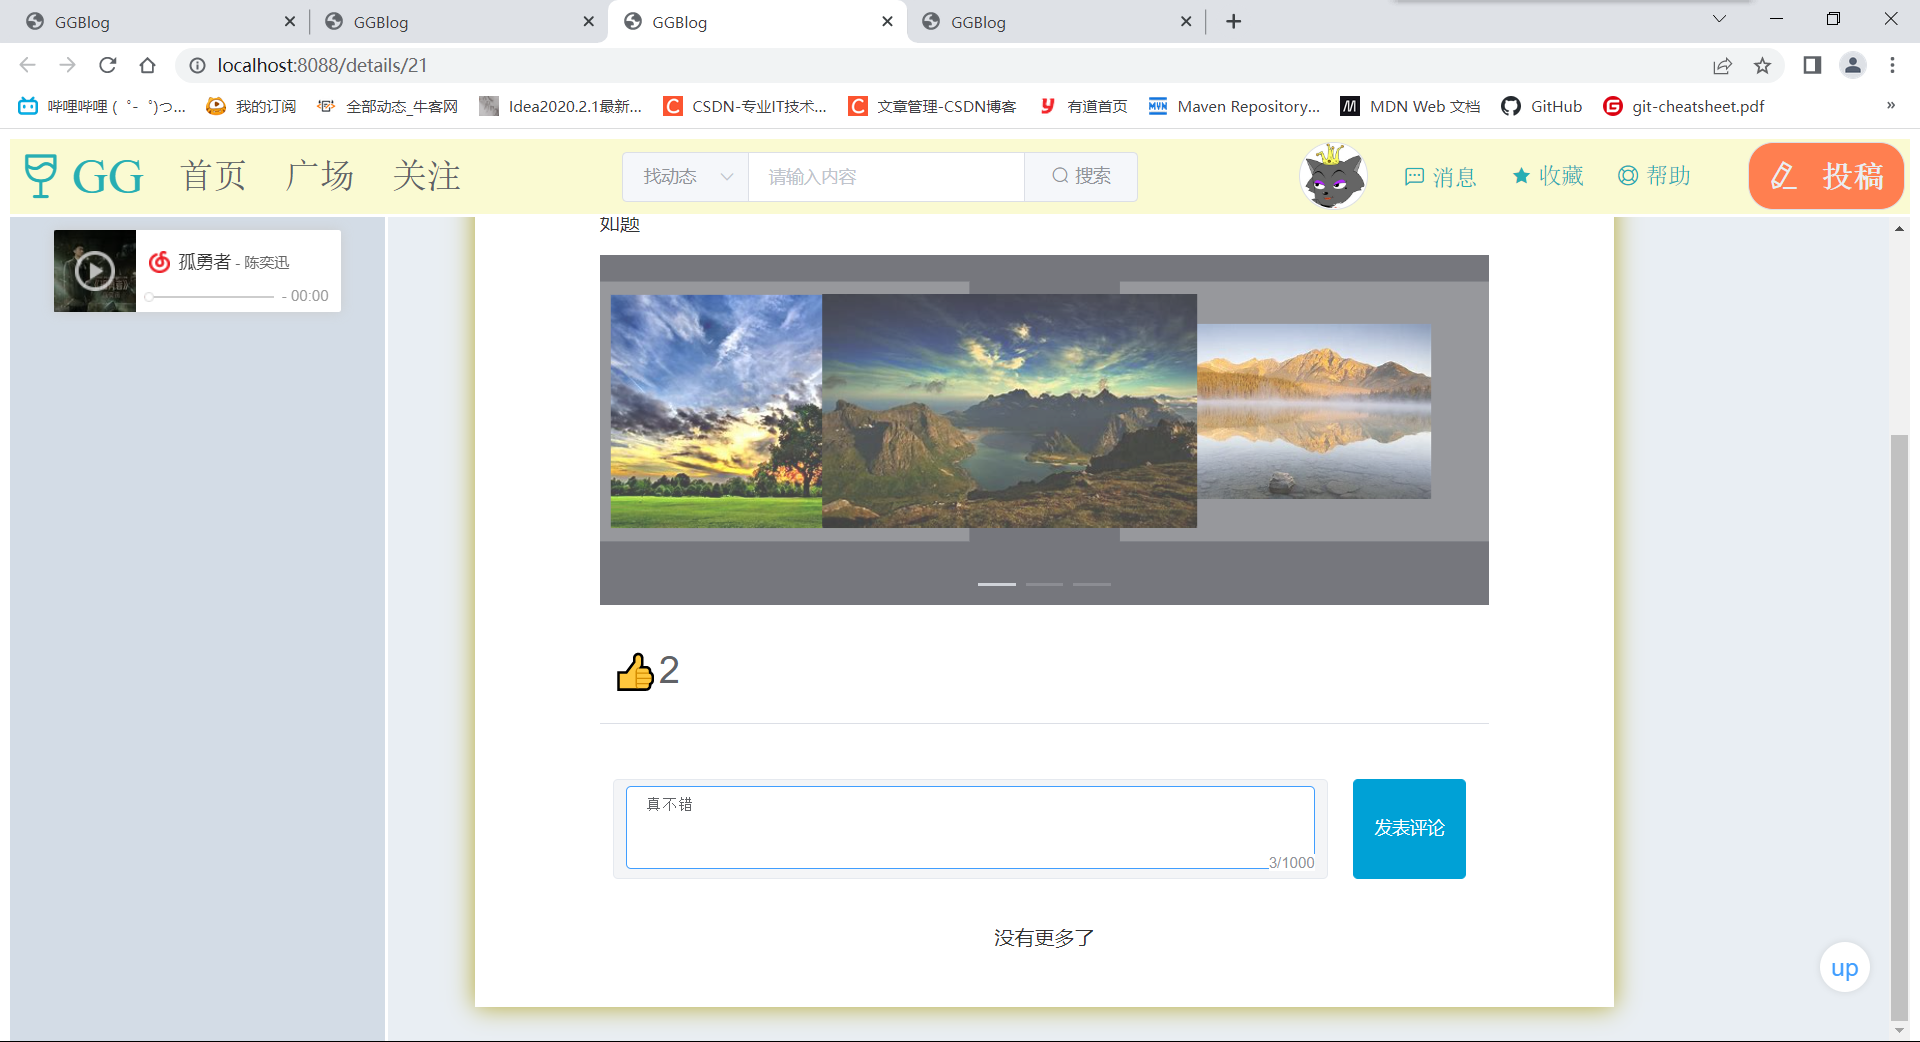 GGBlog
GGBlog
GGBlog
GGBlog
localhost:8088/details/21
哔哩哔哩 (゜-゜)つ...
我的订阅
全部动态_牛客网
Idea2020.2.1最新...
CSDN-专业IT技术...
文章管理-CSDN博客
有道首页
Maven Repository...
MDN Web 文档
GitHub
git-cheatsheet.pdf
»
GG
首页
广场
关注
找动态
请输入内容
搜索
消息
收藏
帮助
投稿
孤勇者 - 陈奕迅
- 00:00
如题
2
真不错
3/1000
发表评论
没有更多了
up